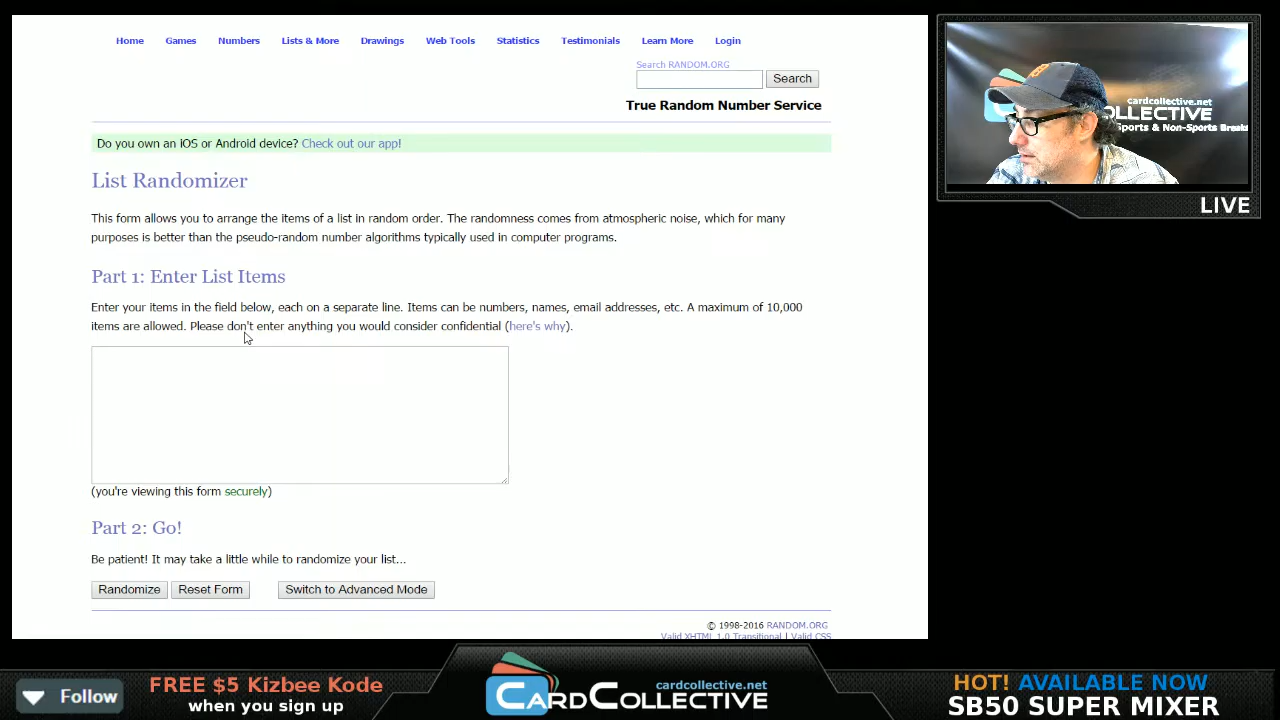 Home Games Numbers Lists & More Drawings Web Tools Statistics Testimonials Learn More Login
Search RANDOM.ORG
Search
True Random Number Service
Do you own an iOS or Android device? Check out our app!
List Randomizer
This form allows you to arrange the items of a list in random order. The randomness comes from atmospheric noise, which for many
purposes is better than the pseudo-random number algorithms typically used in computer programs.
Part 1: Enter List Items
Enter your items in the field below, each on a separate line. Items can be numbers, names, email addresses, etc. A maximum of 10,000
items are allowed. Please don't enter anything you would consider confidential (here's why).
(you're viewing this form securely)
Part 2: Go!
Be patient! It may take a little while to randomize your list...
Randomize Reset Form Switch to Advanced Mode
© 1998-2016 RANDOM.ORG
Valid XHTML 1.0 Transitional | Valid CSS
cardcollective.net
LLECTIVE
Sports & Non-Sports Breaks
LIVE
Follow
FREE $5 Kizbee Kode
when you sign up
cardcollective.net
CARDCOLLECTIVE
HOT! AVAILABLE NOW
SB50 SUPER MIXER